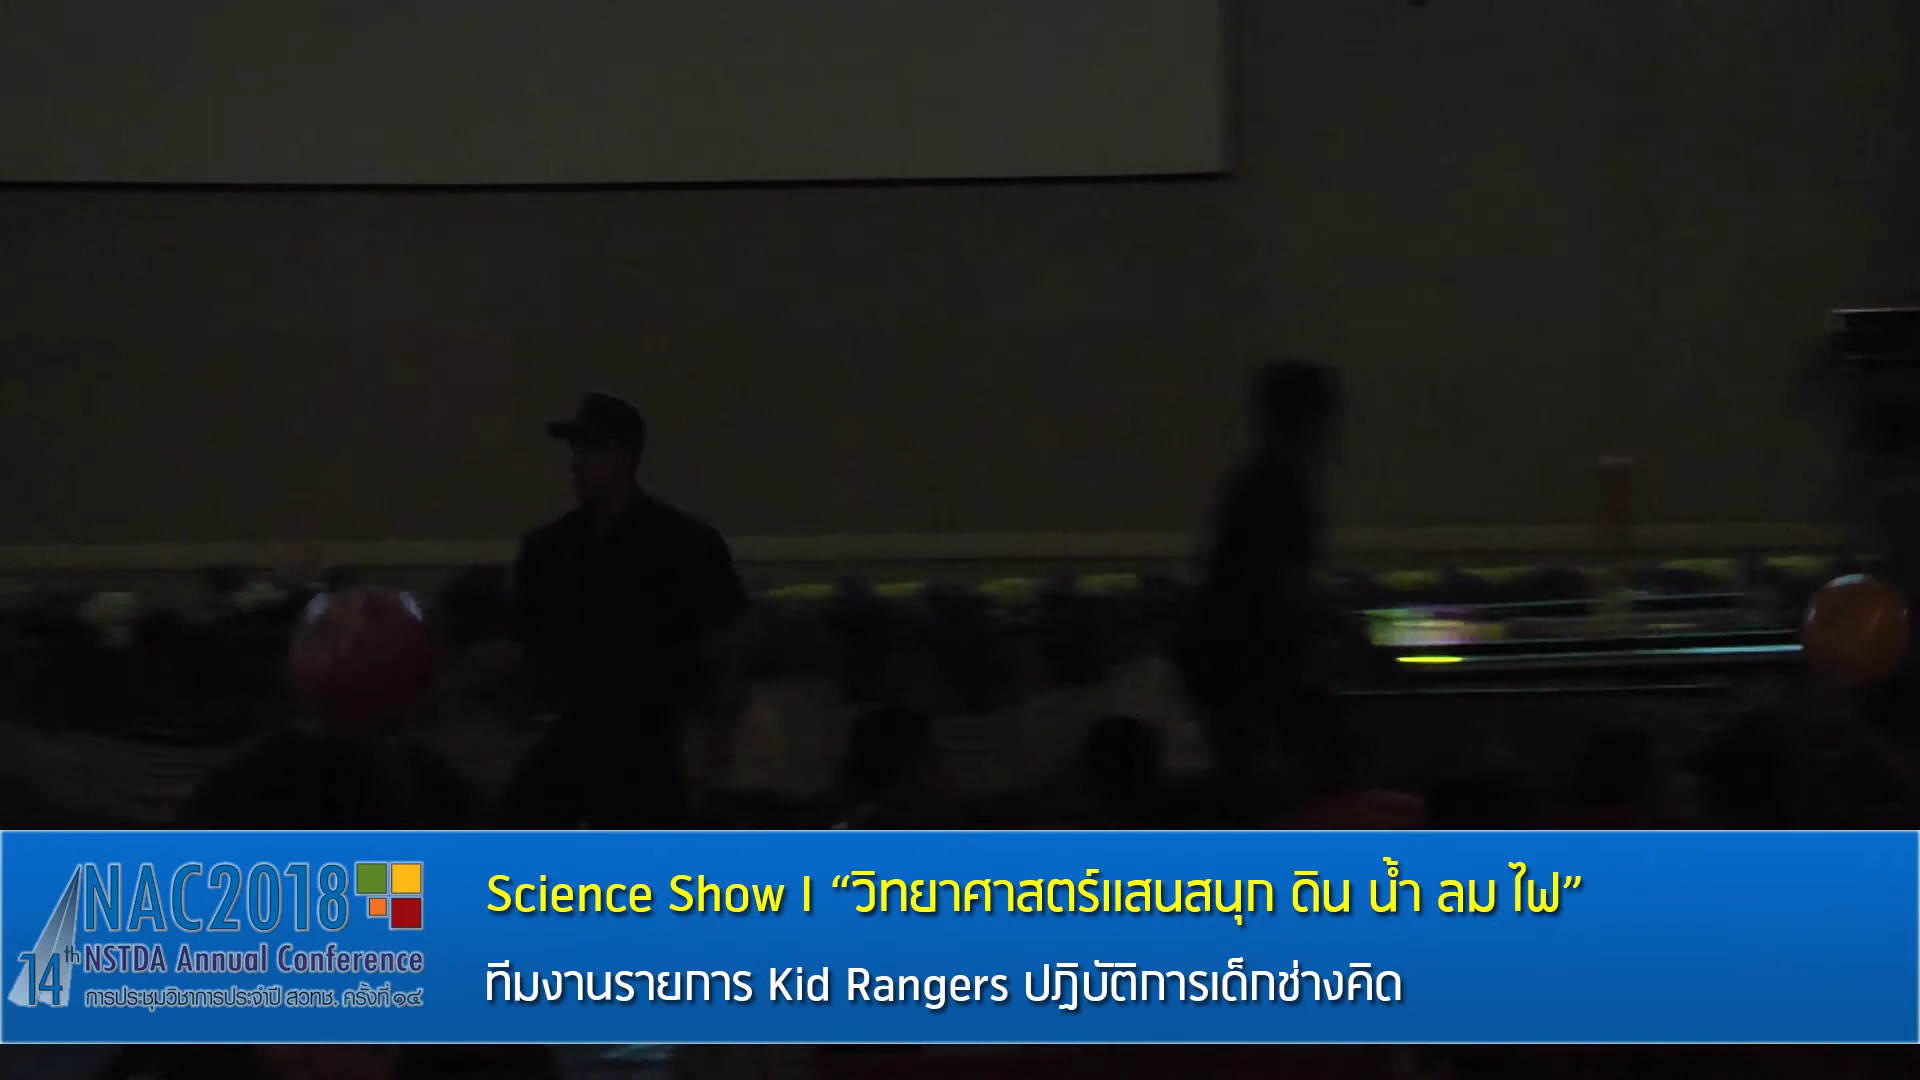 NAC2018
14th NSTDA Annual Conference
การประชุมวิชาการประจำปี สวทช. ครั้งที่ ๑๔
Science Show I “วิทยาศาสตร์แสนสนุก ดิน น้ำ ลม ไฟ”
ทีมงานรายการ Kid Rangers ปฏิบัติการเด็กช่างคิด